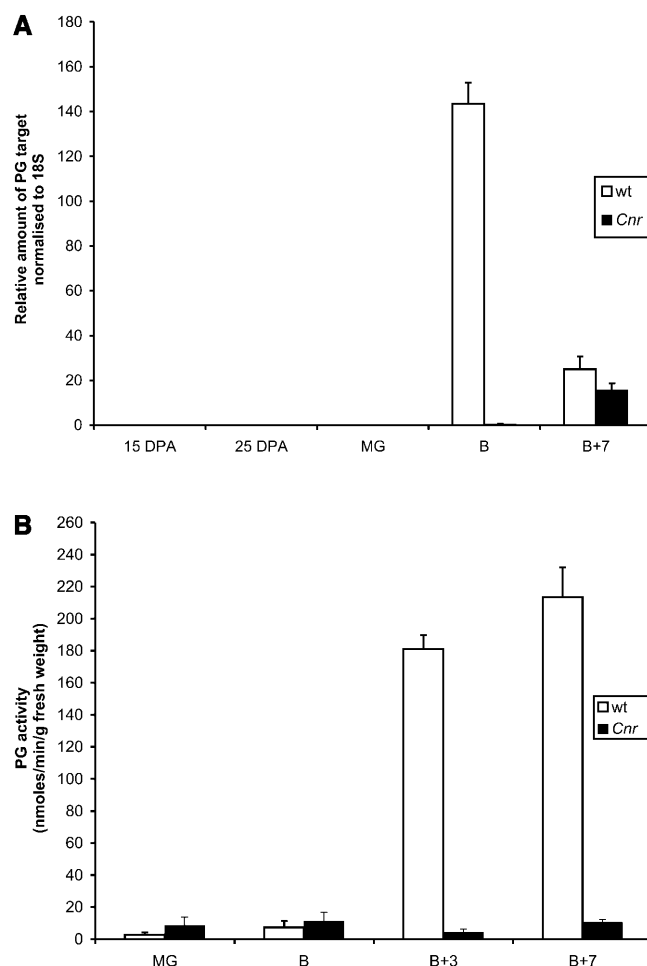 A
Relative amount of PG target
normalised to 18S
180
160
140
120
100
80
60
40
20
0
wt
Cnr
15 DPA 25 DPA MG B B+7
B
PG activity
(nmoles/min/g fresh weight)
260
240
220
200
180
160
140
120
100
80
60
40
20
0
wt
Cnr
MG B B+3 B+7